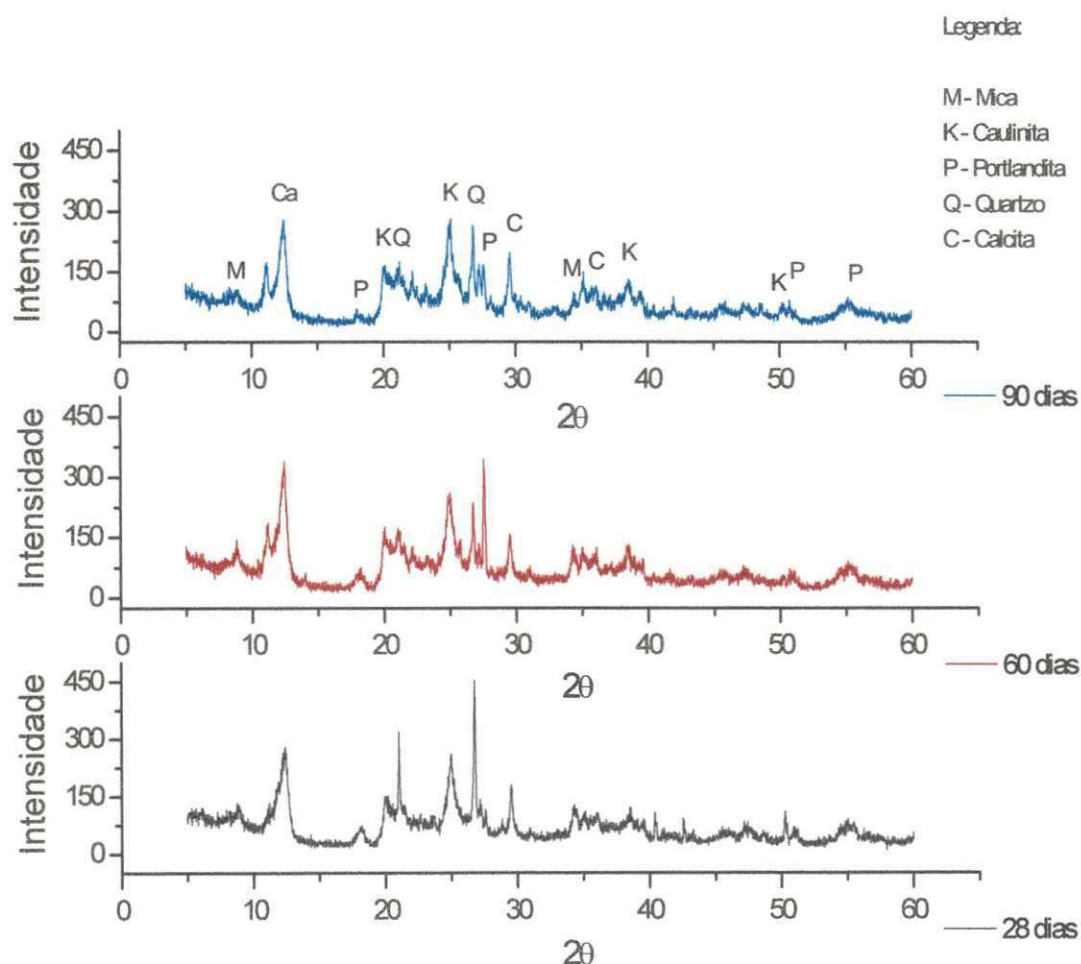 Legenda:
M - Mica
K - Caulinita
P - Portlandita
Q - Quartzo
C - Calcita
Intensidade
450
300
150
0
M
Ca
P
K Q
K
Q
P
C
M
C
K
K
P
P
0 10 20 30 40 50 60
2θ
90 dias
Intensidade
450
300
150
0
0 10 20 30 40 50 60
2θ
60 dias
Intensidade
450
300
150
0
0 10 20 30 40 50 60
2θ
28 dias